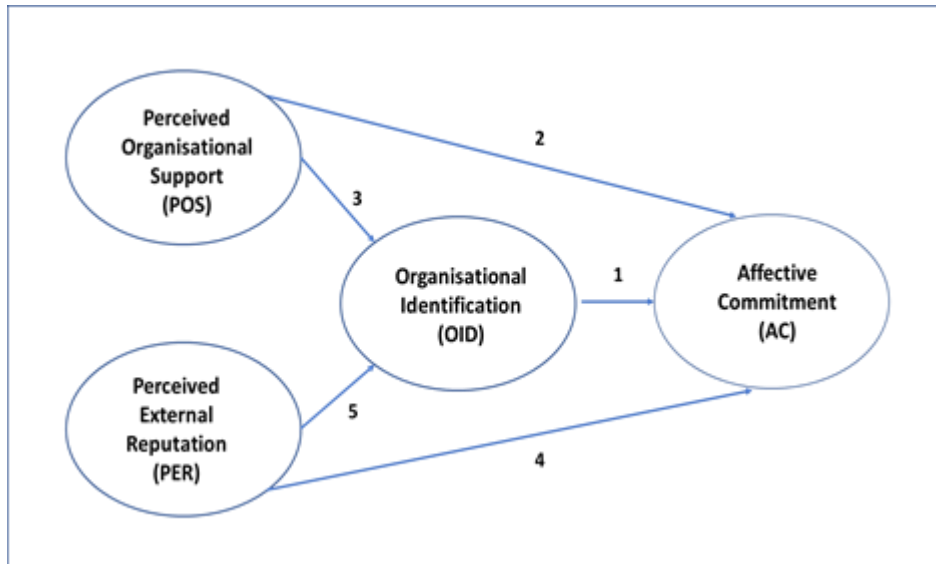 Perceived
Organisational
Support
(POS)
2
3
Organisational
Identification
(OID)
1
Affective
Commitment
(AC)
Perceived
External
Reputation
(PER)
5
4